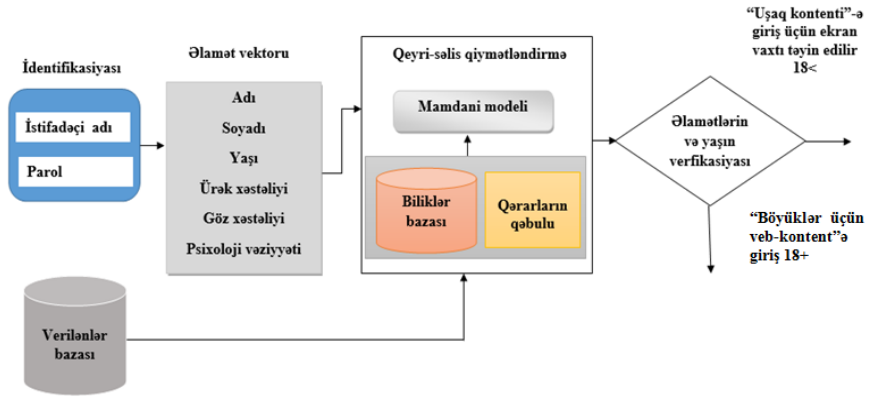 İdentifikasiyası
İstifadəçi adı
Parol
Əlamət vektoru
Adı
Soyadı
Yaşı
Ürək xəstəliyi
Göz xəstəliyi
Psixoloji vəziyyəti
Verilənlər
bazası
Qeyri-səlis qiymətləndirmə
Mamdani modeli
Biliklər
bazası
Qərarların
qəbulu
Əlamətlərin
və yaşın
verfikasiyası
“Uşaq kontenti”-ə
giriş üçün ekran
vaxtı təyin edilir
18<
“Böyüklər üçün
veb-kontent”ə
giriş 18+